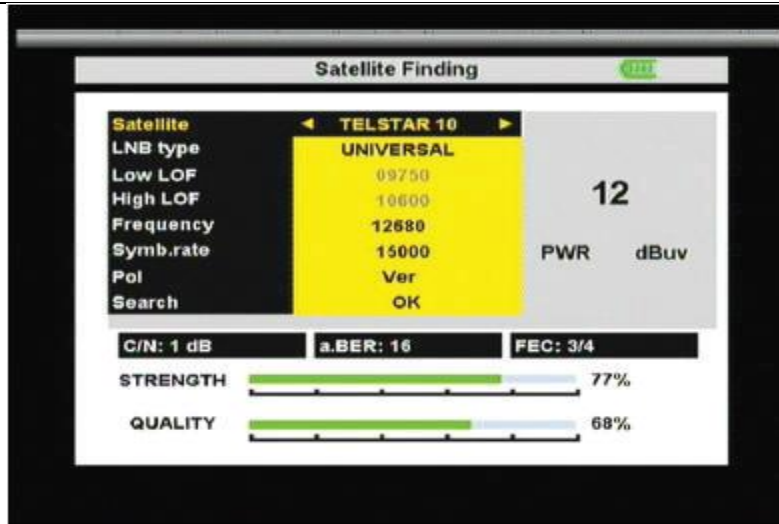 Satellite Finding
Satellite ◄ TELSTAR 10 ►
LNB type UNIVERSAL
Low LOF 09750
High LOF 10600
Frequency 12680
Symb.rate 15000
Pol Ver
Search OK
12
PWR dBuv
C/N: 1 dB a.BER: 16 FEC: 3/4
STRENGTH 77%
QUALITY 68%